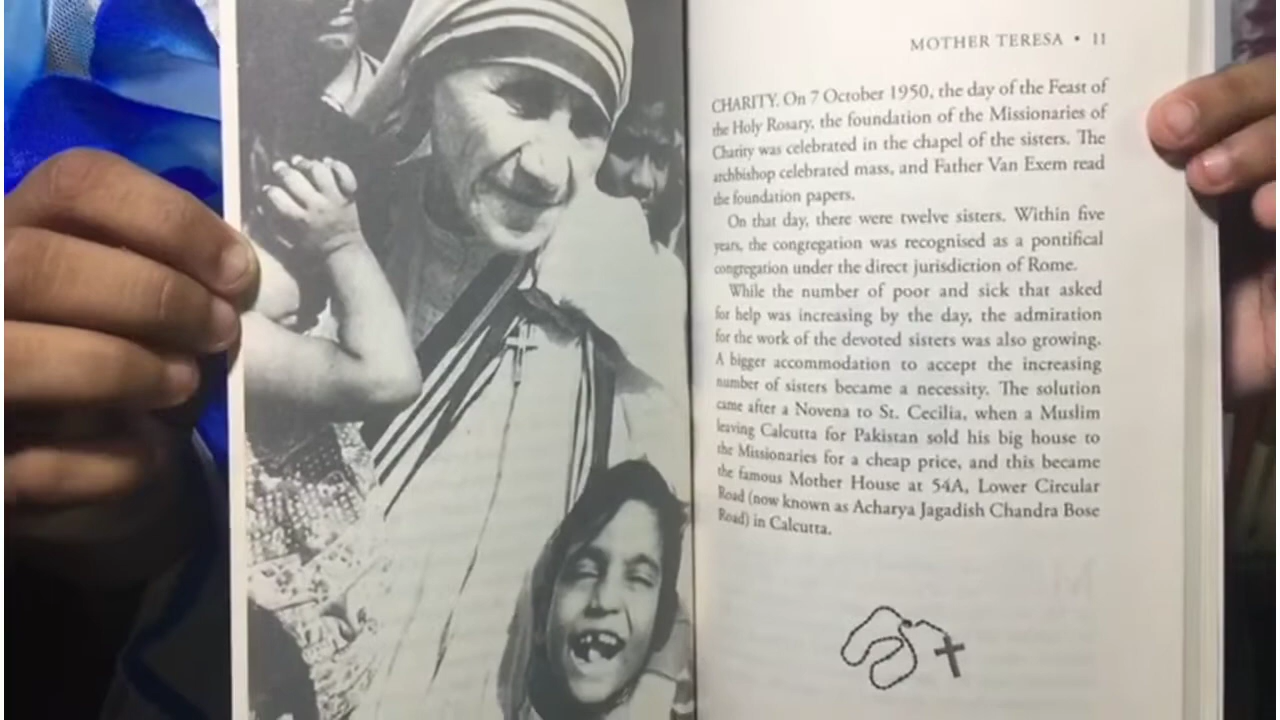 MOTHER TERESA • 11
CHARITY. On 7 October 1950, the day of the Feast of
the Holy Rosary, the foundation of the Missionaries of
Charity was celebrated in the chapel of the sisters. The
archbishop celebrated mass, and Father Van Exem read
the foundation papers.
On that day, there were twelve sisters. Within five
years, the congregation was recognised as a pontifical
congregation under the direct jurisdiction of Rome.
While the number of poor and sick that asked
for help was increasing by the day, the admiration
for the work of the devoted sisters was also growing.
A bigger accommodation to accept the increasing
number of sisters became a necessity. The solution
came after a Novena to St. Cecilia, when a Muslim
leaving Calcutta for Pakistan sold his big house to
the Missionaries for a cheap price, and this became
the famous Mother House at 54A, Lower Circular
Road (now known as Acharya Jagadish Chandra Bose
Road) in Calcutta.